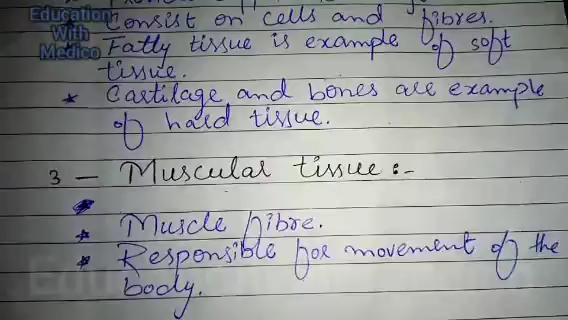 Education
With
Medico
Consist on cells and fibres.
Fatty tissue is example of soft
tissue.
* Cartilage and bones are example
of hard tissue.
3 - Muscular tissue :-
* Muscle fibre.
* Responsible for movement of the
body.